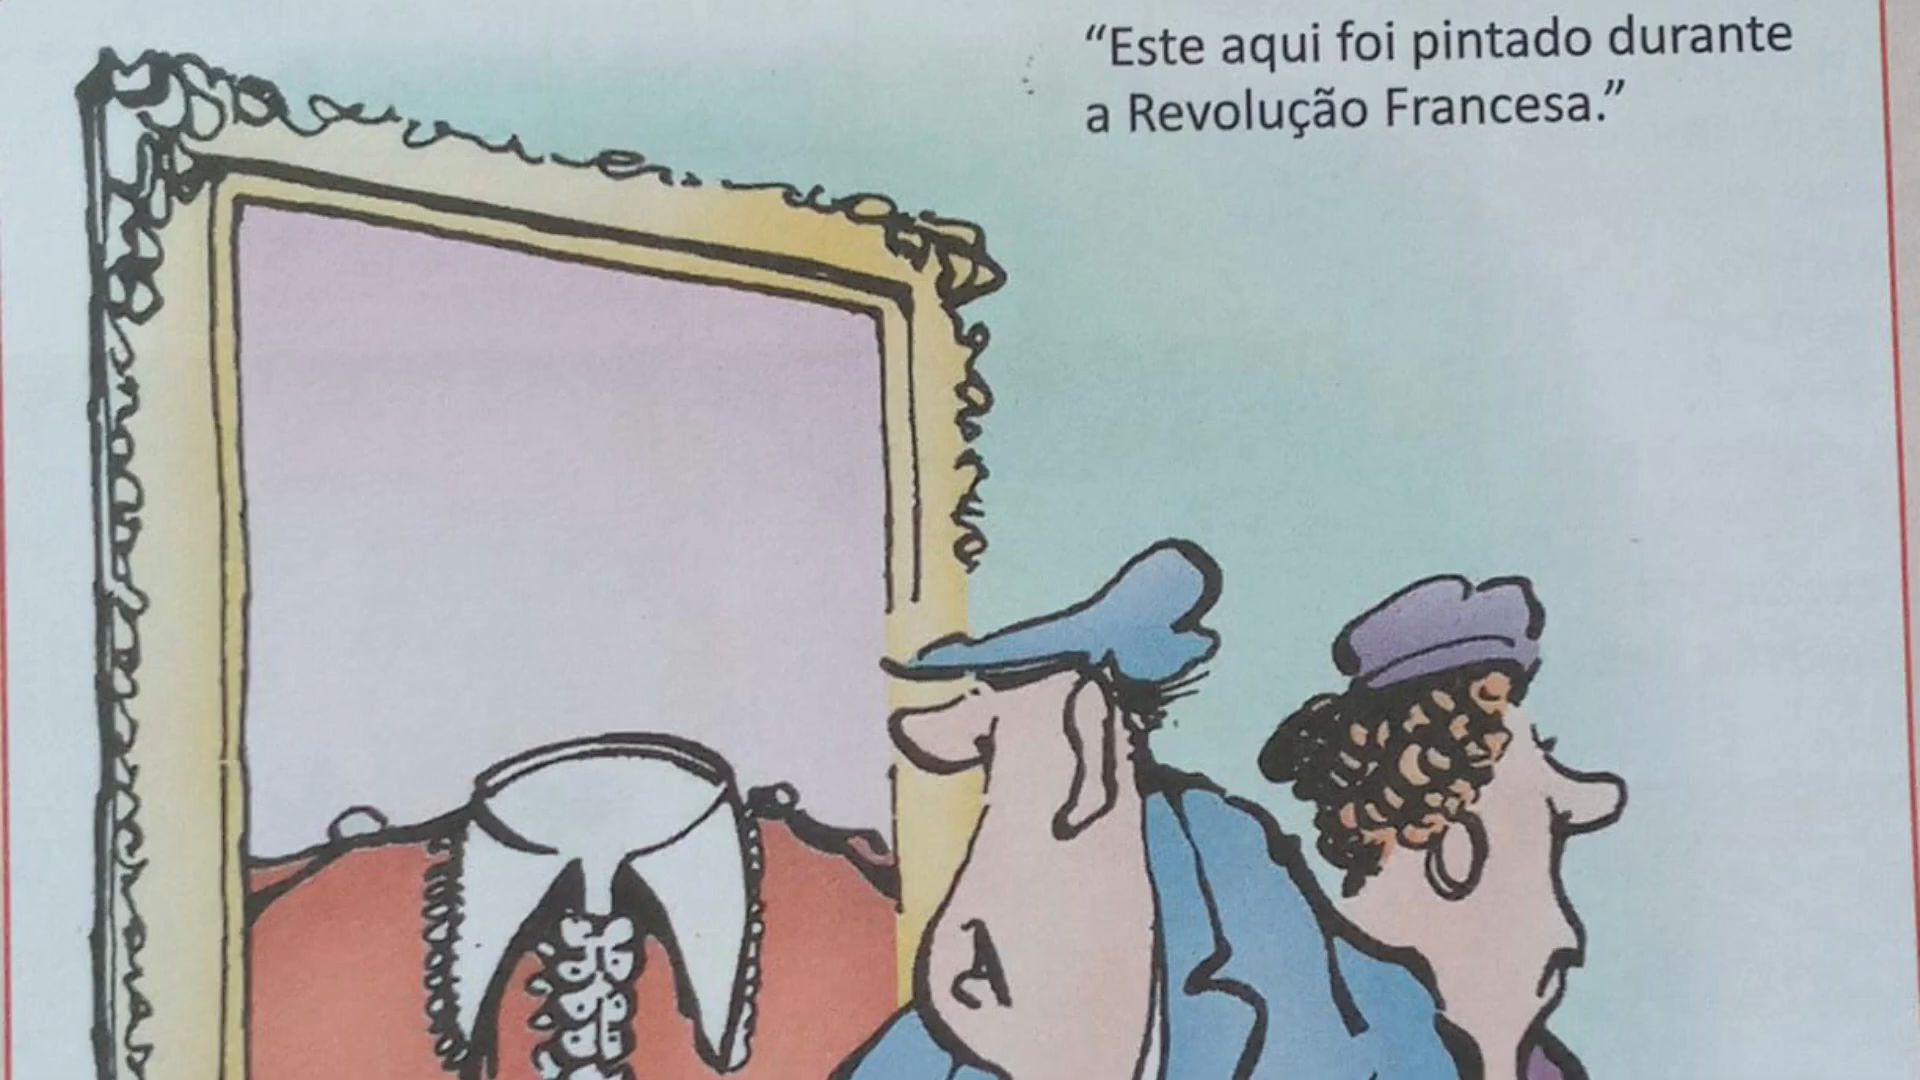 “Este aqui foi pintado durante
a Revolução Francesa.”